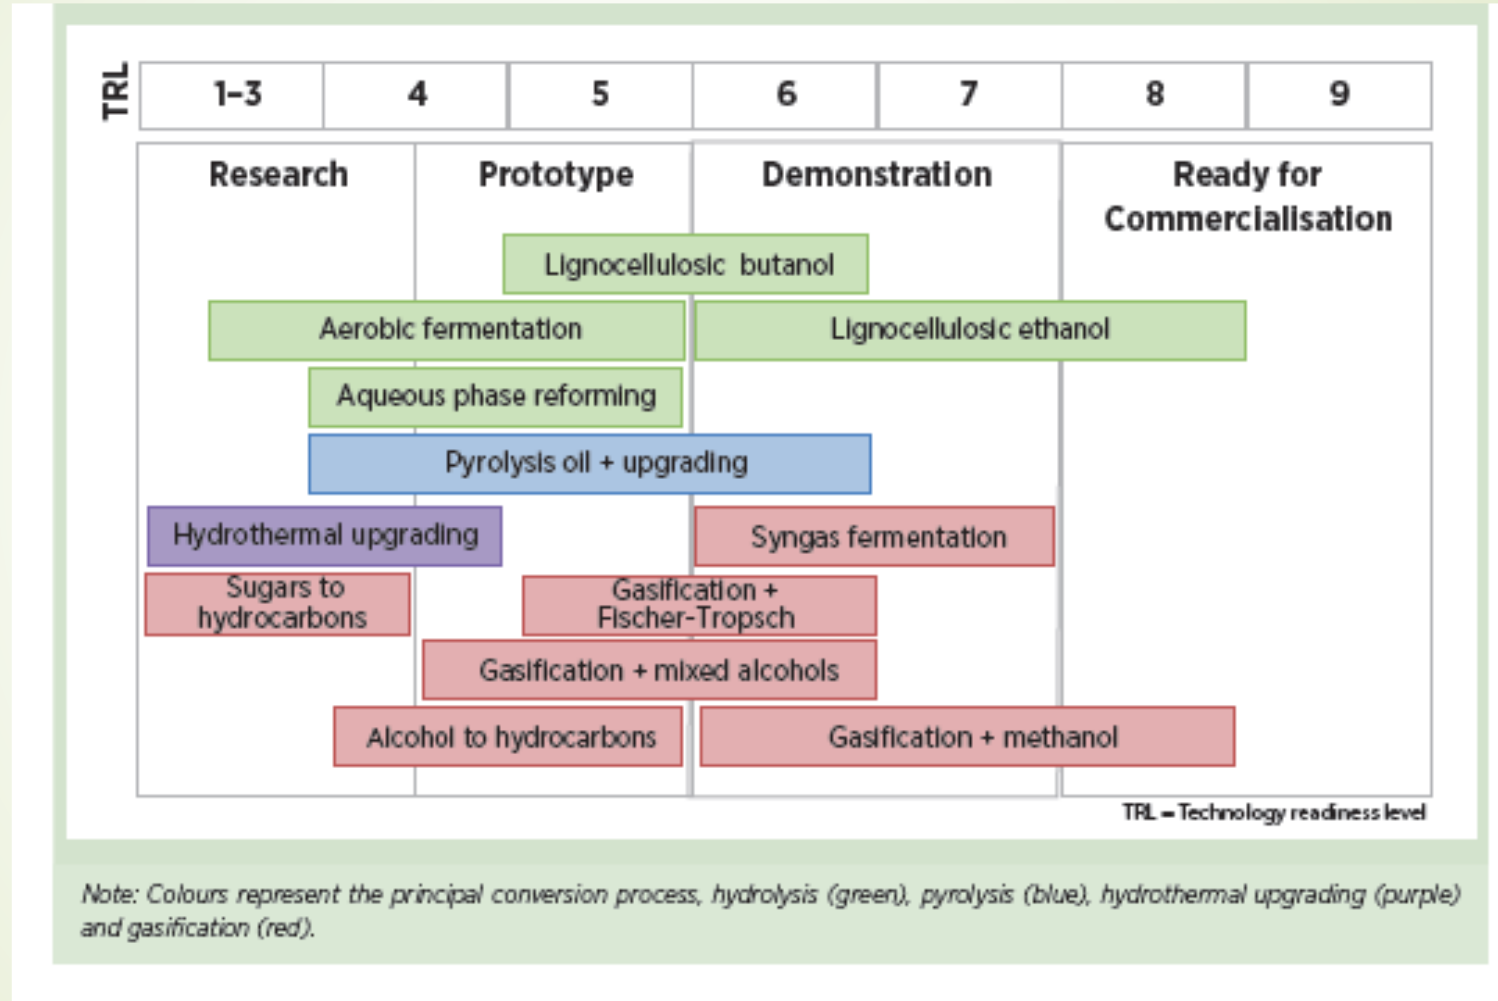 TRL
1–3 4 5 6 7 8 9
Research Prototype Demonstration Ready for
Commercialisation
Lignocellulosic butanol
Aerobic fermentation Lignocellulosic ethanol
Aqueous phase reforming
Pyrolysis oil + upgrading
Hydrothermal upgrading Syngas fermentation
Sugars to
hydrocarbons
Gasification +
Fischer-Tropsch
Gasification + mixed alcohols
Alcohol to hydrocarbons Gasification + methanol
TRL = Technology readiness level
Note: Colours represent the principal conversion process, hydrolysis (green), pyrolysis (blue), hydrothermal upgrading (purple)
and gasification (red).